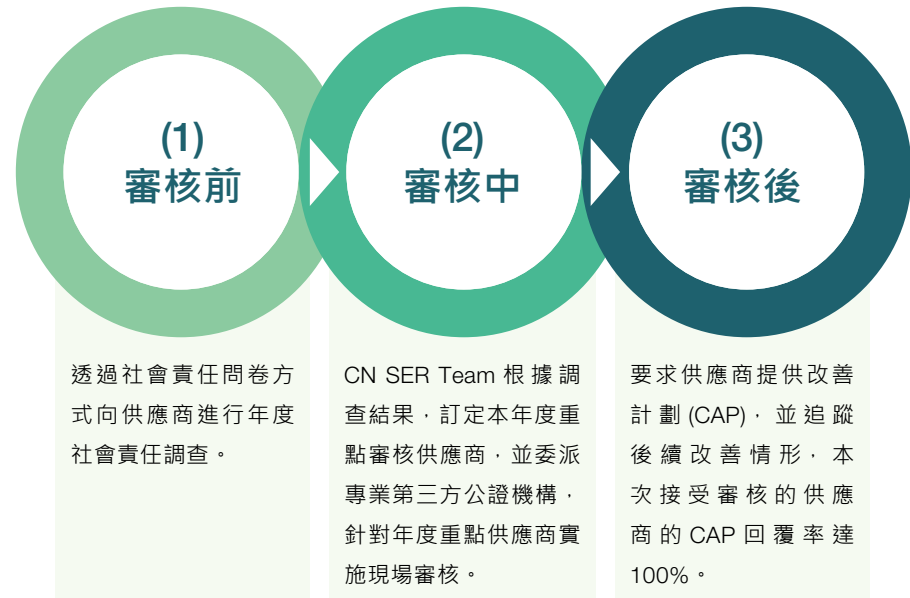 (1)
審核前
(2)
審核中
(3)
審核後
透過社會責任問卷方
式向供應商進行年度
社會責任調查。
CN SER Team 根據調
查結果，訂定本年度重
點審核供應商，並委派
專業第三方公證機構，
針對年度重點供應商實
施現場審核。
要求供應商提供改善
計劃 (CAP)，並追蹤
後續改善情形，本
次接受審核的供應
商的 CAP 回覆率達
100%。